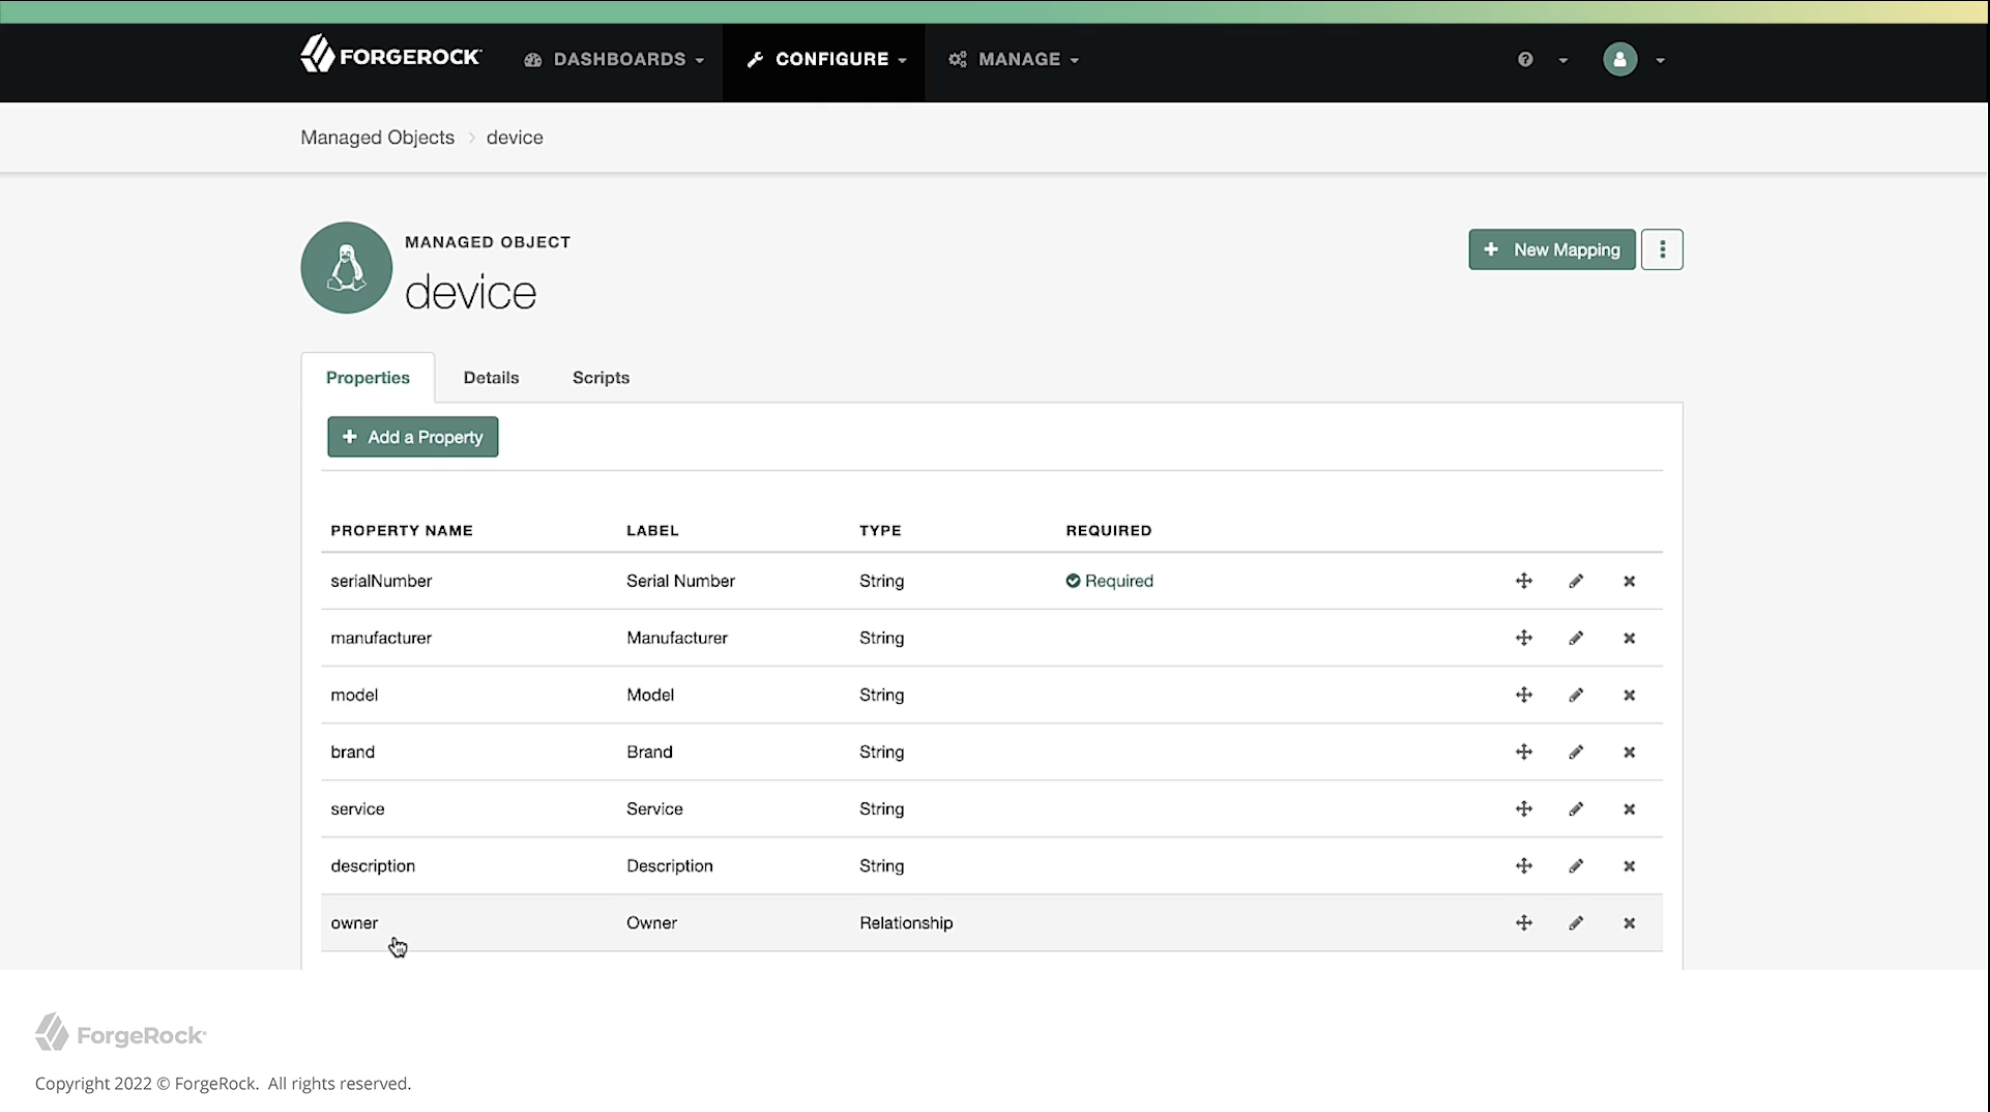 FORGEROCK DASHBOARDS CONFIGURE MANAGE
Managed Objects > device
MANAGED OBJECT
device
+ New Mapping
Properties Details Scripts
+ Add a Property
PROPERTY NAME LABEL TYPE REQUIRED
serialNumber Serial Number String Required
manufacturer Manufacturer String
model Model String
brand Brand String
service Service String
description Description String
owner Owner Relationship
ForgeRock
Copyright 2022 © ForgeRock. All rights reserved.